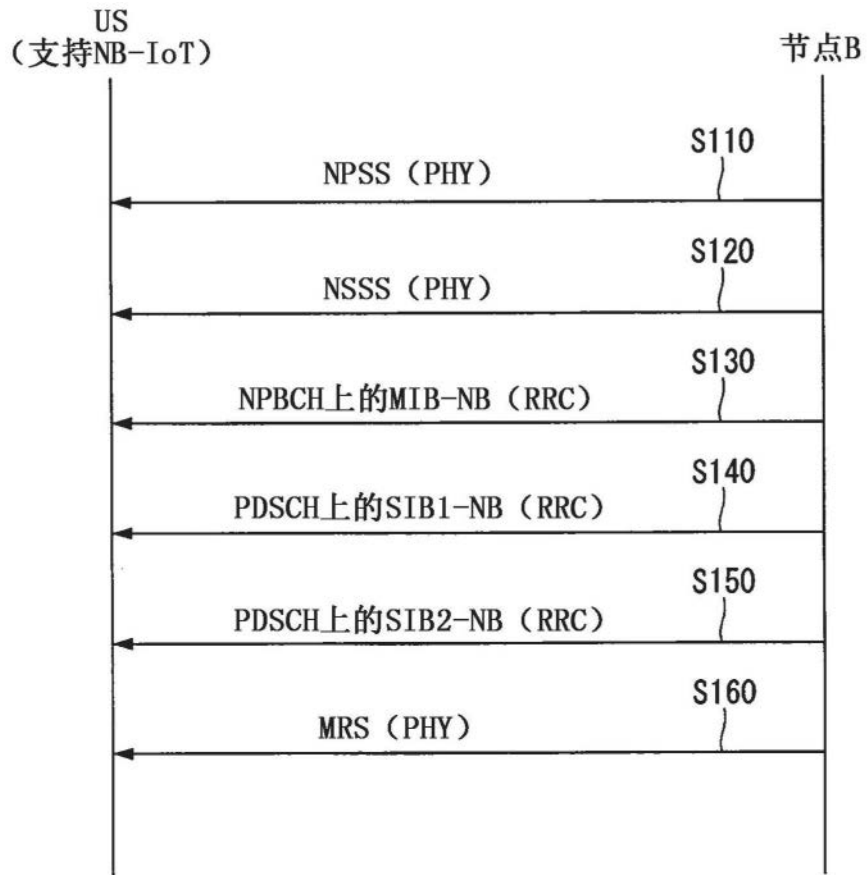 US
（支持NB-IoT）
节点B
S110
NPSS（PHY）
S120
NSSS（PHY）
S130
NPBCH上的MIB-NB（RRC）
S140
PDSCH上的SIB1-NB（RRC）
S150
PDSCH上的SIB2-NB（RRC）
S160
MRS（PHY）